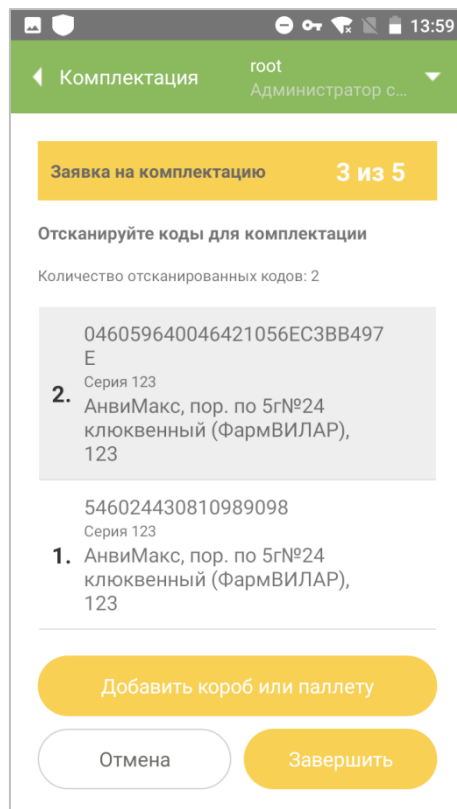 13:59
Комплектация
root
Администратор с...
Заявка на комплектацию 3 из 5
Отсканируйте коды для комплектации
Количество отсканированных кодов: 2
046059640046421056EC3BB497
E
Серия 123
2.
АнвиМакс, пор. по 5г№24
клюквенный (ФармВИЛАР),
123
546024430810989098
Серия 123
1.
АнвиМакс, пор. по 5г№24
клюквенный (ФармВИЛАР),
123
Добавить короб или паллету
Отмена
Завершить